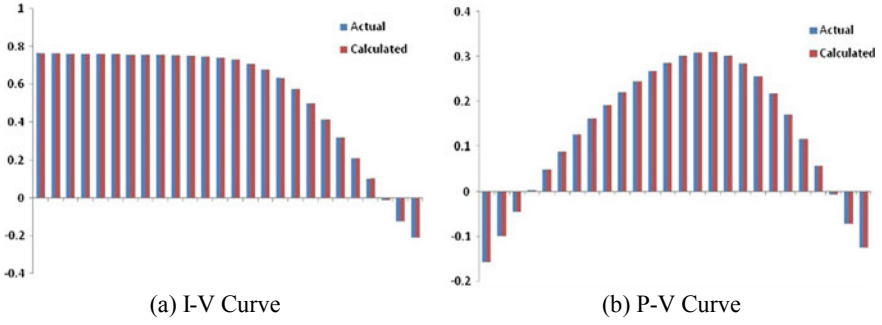 1
0.8
0.6
0.4
0.2
0
-0.2
-0.4
Actual
Calculated
(a) I-V Curve
0.4
0.3
0.2
0.1
0
-0.1
-0.2
Actual
Calculated
(b) P-V Curve